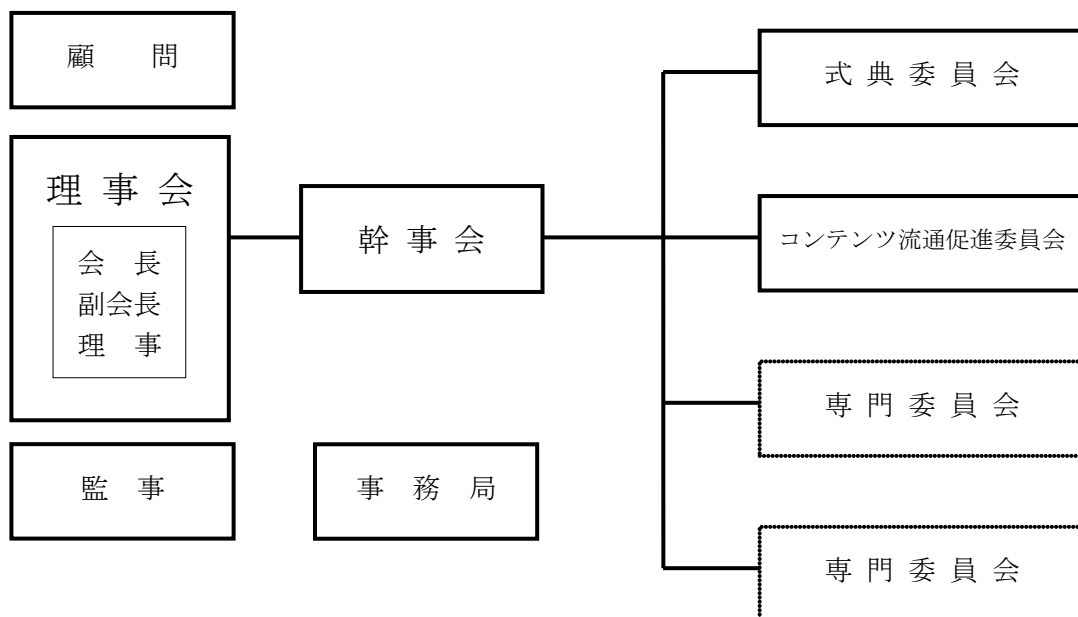 顧　問
理 事 会
会　長
副会長
理　事
監　事
幹 事 会
事 務 局
式 典 委 員 会
コンテンツ流通促進委員会
専 門 委 員 会
専 門 委 員 会